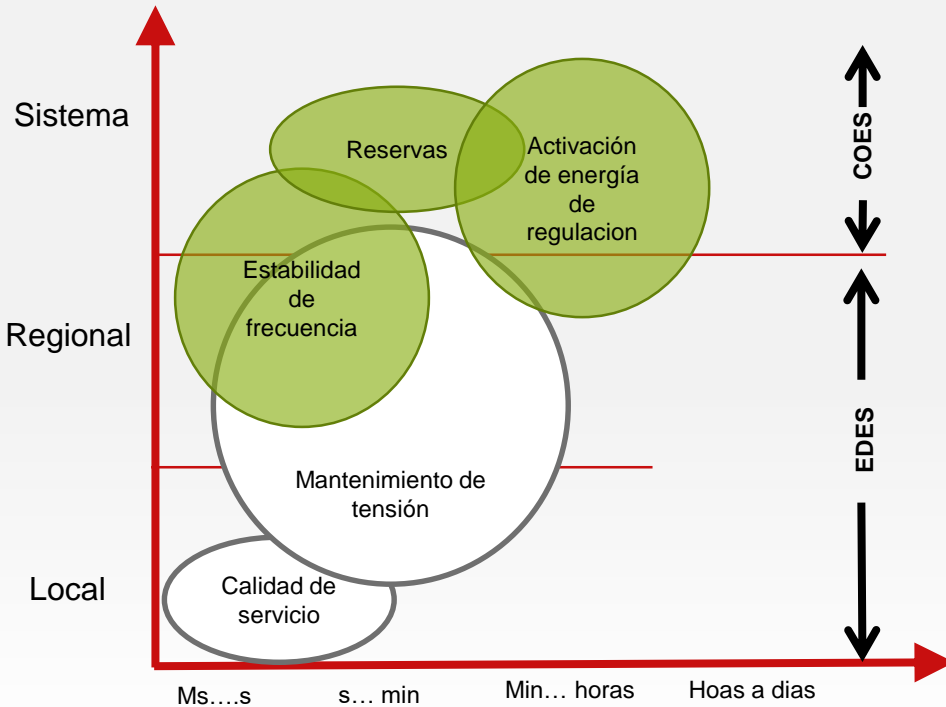 Sistema
Reservas
Activación
de energía
de
regulacion
COES
Estabilidad
de
frecuencia
Regional
EDES
Mantenimiento de
tensión
Local
Calidad de
servicio
Ms....s
s... min
Min... horas
Hoas a dias